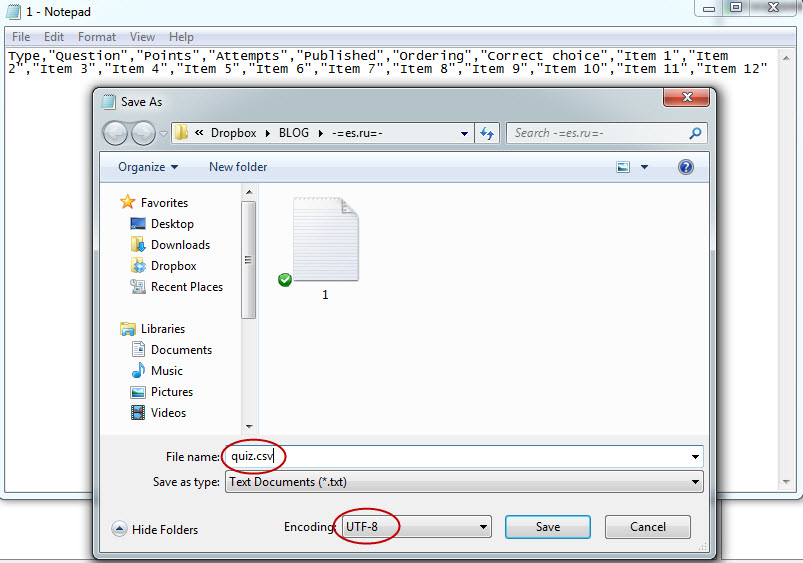 1 - Notepad
File Edit Format View Help
Type,"Question","Points","Attempts","Published","Ordering","Correct choice","Item 1","Item
2","Item 3","Item 4","Item 5","Item 6","Item 7","Item 8","Item 9","Item 10","Item 11","Item 12"
Save As
« Dropbox BLOG -=es.ru=- Search -=es.ru=-
Organize New folder
Favorites
Desktop
Downloads
Dropbox
Recent Places
Libraries
Documents
Music
Pictures
Videos
1
File name: quiz.csv
Save as type: Text Documents (*.txt)
Hide Folders Encoding: UTF-8 Save Cancel